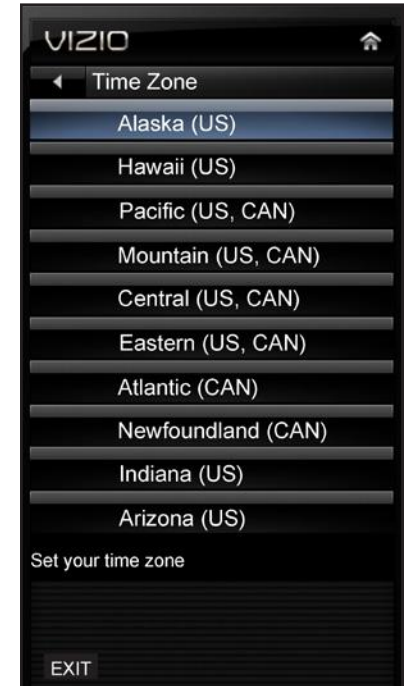 VIZIO
Time Zone
Alaska (US)
Hawaii (US)
Pacific (US, CAN)
Mountain (US, CAN)
Central (US, CAN)
Eastern (US, CAN)
Atlantic (CAN)
Newfoundland (CAN)
Indiana (US)
Arizona (US)
Set your time zone
EXIT